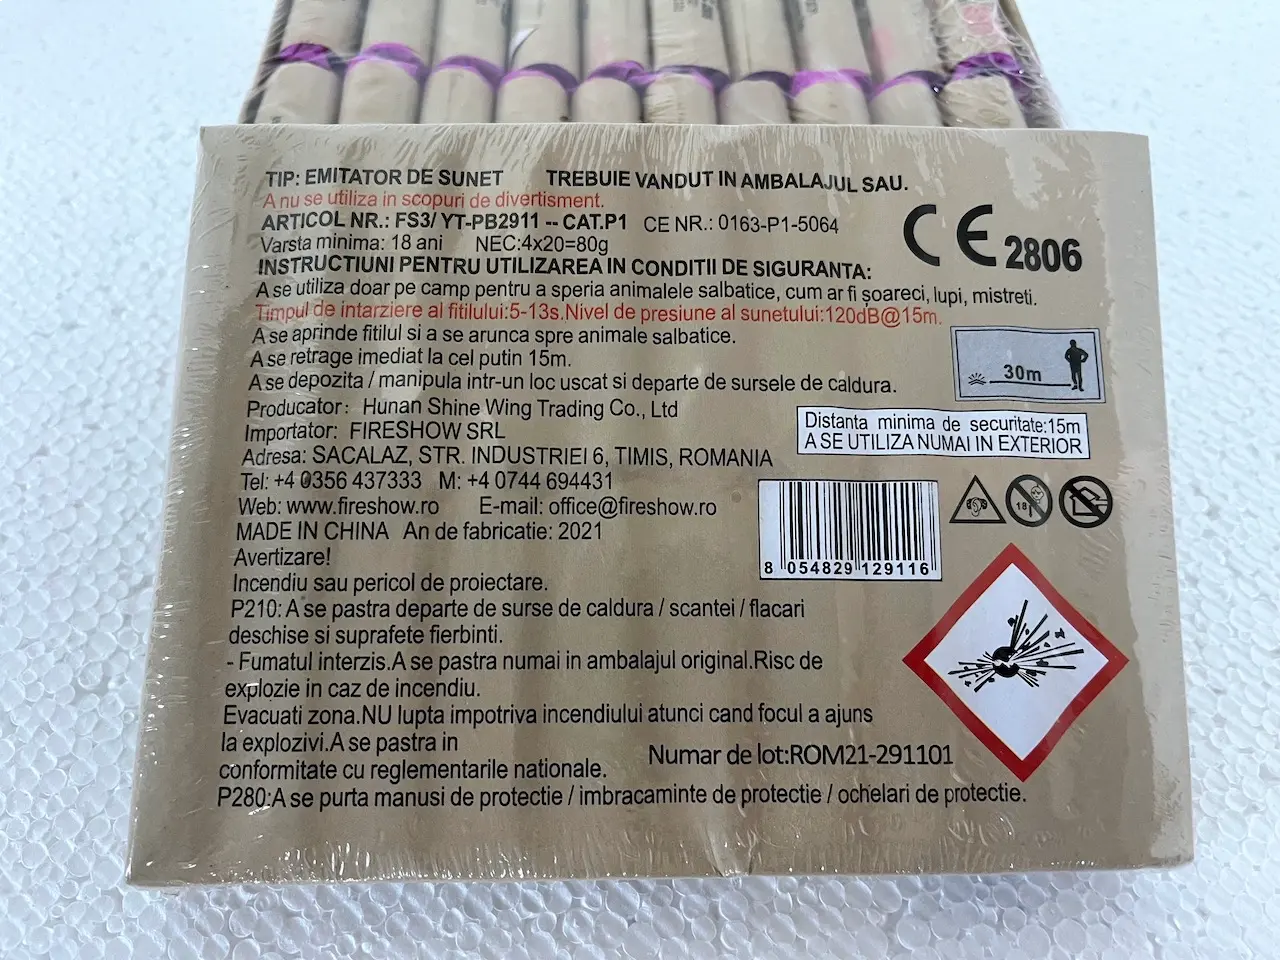 TIP: EMITATOR DE SUNET TREBUIE VANDUT IN AMBALAJUL SAU.
A nu se utiliza in scopuri de divertisment.
ARTICOL NR.: FS3/ YT-PB2911 -- CAT.P1 CE NR.: 0163-P1-5064
Varsta minima: 18 ani NEC:4x20=80g
CE 2806
INSTRUCTIUNI PENTRU UTILIZAREA IN CONDITII DE SIGURANTA:
A se utiliza doar pe camp pentru a speria animalele salbatice, cum ar fi șoareci, lupi, mistreti.
Timpul de intarziere al fitilului:5-13s.Nivel de presiune al sunetului:120dB@15m.
A se aprinde fitilul si a se arunca spre animale salbatice.
A se retrage imediat la cel putin 15m.
30m
A se depozita / manipula intr-un loc uscat si departe de sursele de caldura.
Producator: Hunan Shine Wing Trading Co., Ltd
Distanta minima de securitate:15m
A SE UTILIZA NUMAI IN EXTERIOR
Importator: FIRESHOW SRL
Adresa: SACALAZ, STR. INDUSTRIEI 6, TIMIS, ROMANIA
Tel: +4 0356 437333 M: +4 0744 694431
Web: www.fireshow.ro E-mail: office@fireshow.ro
18
MADE IN CHINA An de fabricatie: 2021
8 054829 129116
Avertizare!
Incendiu sau pericol de proiectare.
P210: A se pastra departe de surse de caldura / scantei / flacari
deschise si suprafete fierbinti.
- Fumatul interzis.A se pastra numai in ambalajul original.Risc de
explozie in caz de incendiu.
Evacuati zona.NU lupta impotriva incendiului atunci cand focul a ajuns
la explozivi.A se pastra in
Numar de lot:ROM21-291101
conformitate cu reglementarile nationale.
P280:A se purta manusi de protectie / imbracaminte de protectie / ochelari de protectie.